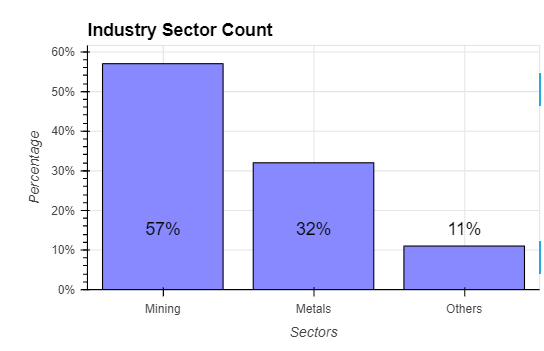 Industry Sector Count
60%
50%
40%
30%
20%
10%
0%
Percentage
57%
32%
11%
Mining
Metals
Others
Sectors